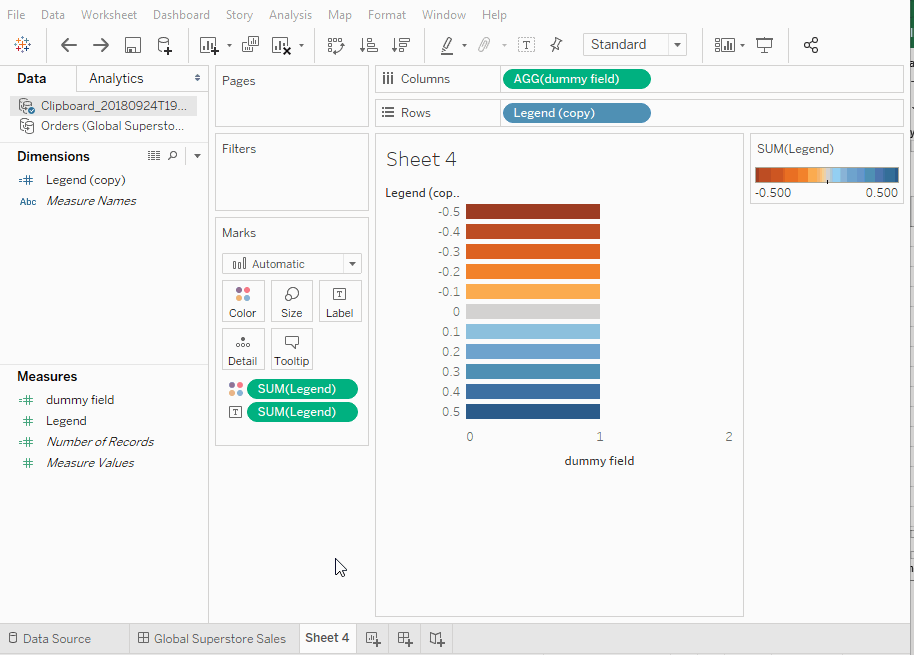 File Data Worksheet Dashboard Story Analysis Map Format Window Help
Standard
Data Analytics
Clipboard_20180924T19...
Orders (Global Supersto...
Dimensions
Legend (copy)
Abc Measure Names
Measures
dummy field
Legend
Number of Records
Measure Values
Pages
Filters
Marks
Automatic
Color Size Label
Detail Tooltip
SUM(Legend)
SUM(Legend)
Columns AGG(dummy field)
Rows Legend (copy)
Sheet 4
Legend (cop..
-0.5
-0.4
-0.3
-0.2
-0.1
0
0.1
0.2
0.3
0.4
0.5
0 1 2
dummy field
SUM(Legend)
-0.500 0.500
Data Source Global Superstore Sales Sheet 4